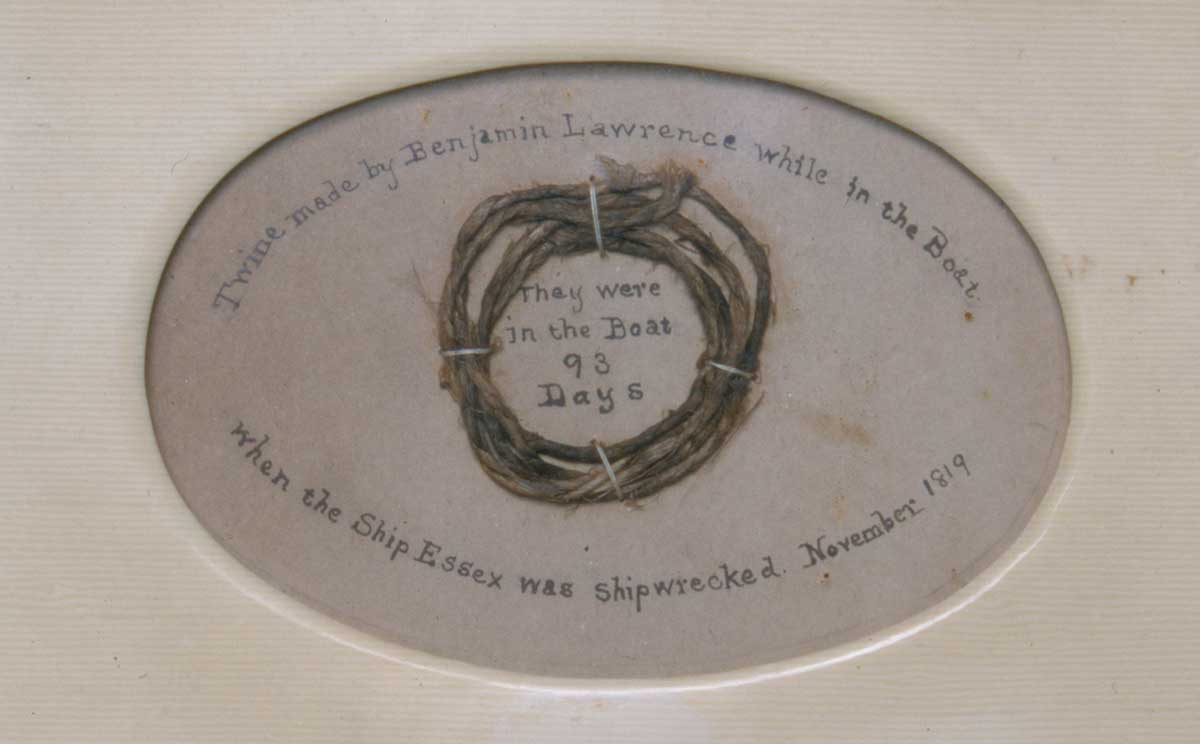 Twine made by Benjamin Lawrence while in the Boat.
They were
in the Boat
93
Days
when the Ship Essex was shipwrecked. November 1819